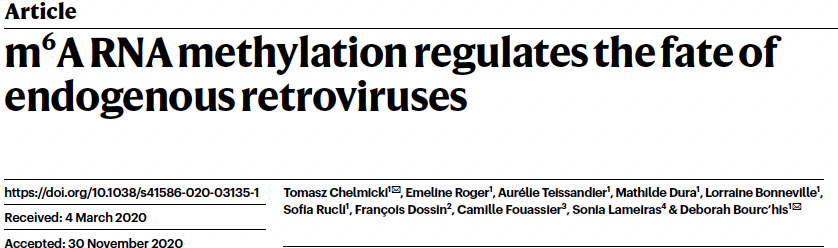 Article
m⁶A RNA methylation regulates the fate of
endogenous retroviruses
https://doi.org/10.1038/s41586-020-03135-1
Tomasz Chelmicki¹✉, Emeline Roger¹, Aurélie Teissandier¹, Mathilde Dura¹, Lorraine Bonneville¹,
Received: 4 March 2020
Sofia Rucli¹, François Dossin², Camille Fouassier³, Sonia Lameiras⁴ & Deborah Bourc’his¹✉
Accepted: 30 November 2020